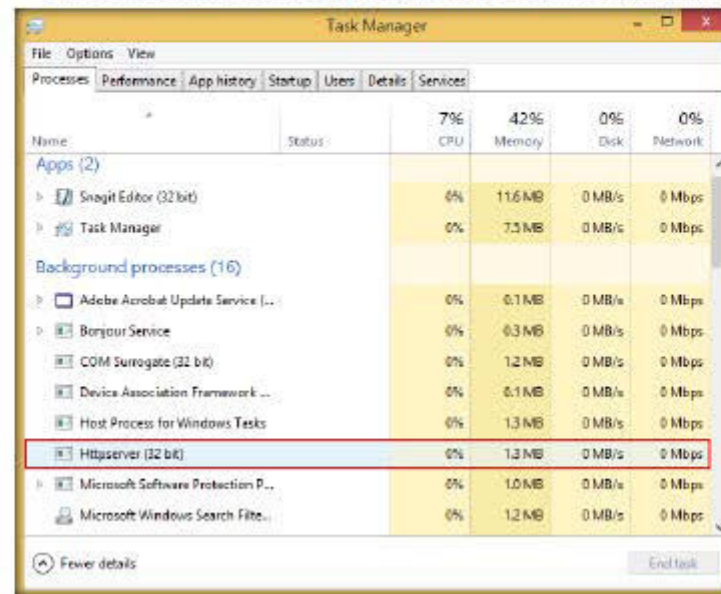 Task Manager
File Options View
Processes Performance App history Startup Users Details Services
7% 42% 0% 0%
Name Status CPU Memory Disk Network
Apps (2)
Snagit Editor (32 bit) 0% 11.6 MB 0 MB/s 0 Mbps
Task Manager 0% 7.5 MB 0 MB/s 0 Mbps
Background processes (16)
Adobe Acrobat Update Service (... 0% 0.1 MB 0 MB/s 0 Mbps
Bonjour Service 0% 0.3 MB 0 MB/s 0 Mbps
COM Surrogate (32 bit) 0% 1.2 MB 0 MB/s 0 Mbps
Device Association Framework ... 0% 0.1 MB 0 MB/s 0 Mbps
Host Process for Windows Tasks 0% 1.3 MB 0 MB/s 0 Mbps
Httpserver (32 bit) 0% 1.3 MB 0 MB/s 0 Mbps
Microsoft Software Protection P... 0% 1.0 MB 0 MB/s 0 Mbps
Microsoft Windows Search Filte... 0% 1.2 MB 0 MB/s 0 Mbps
Fewer details End task